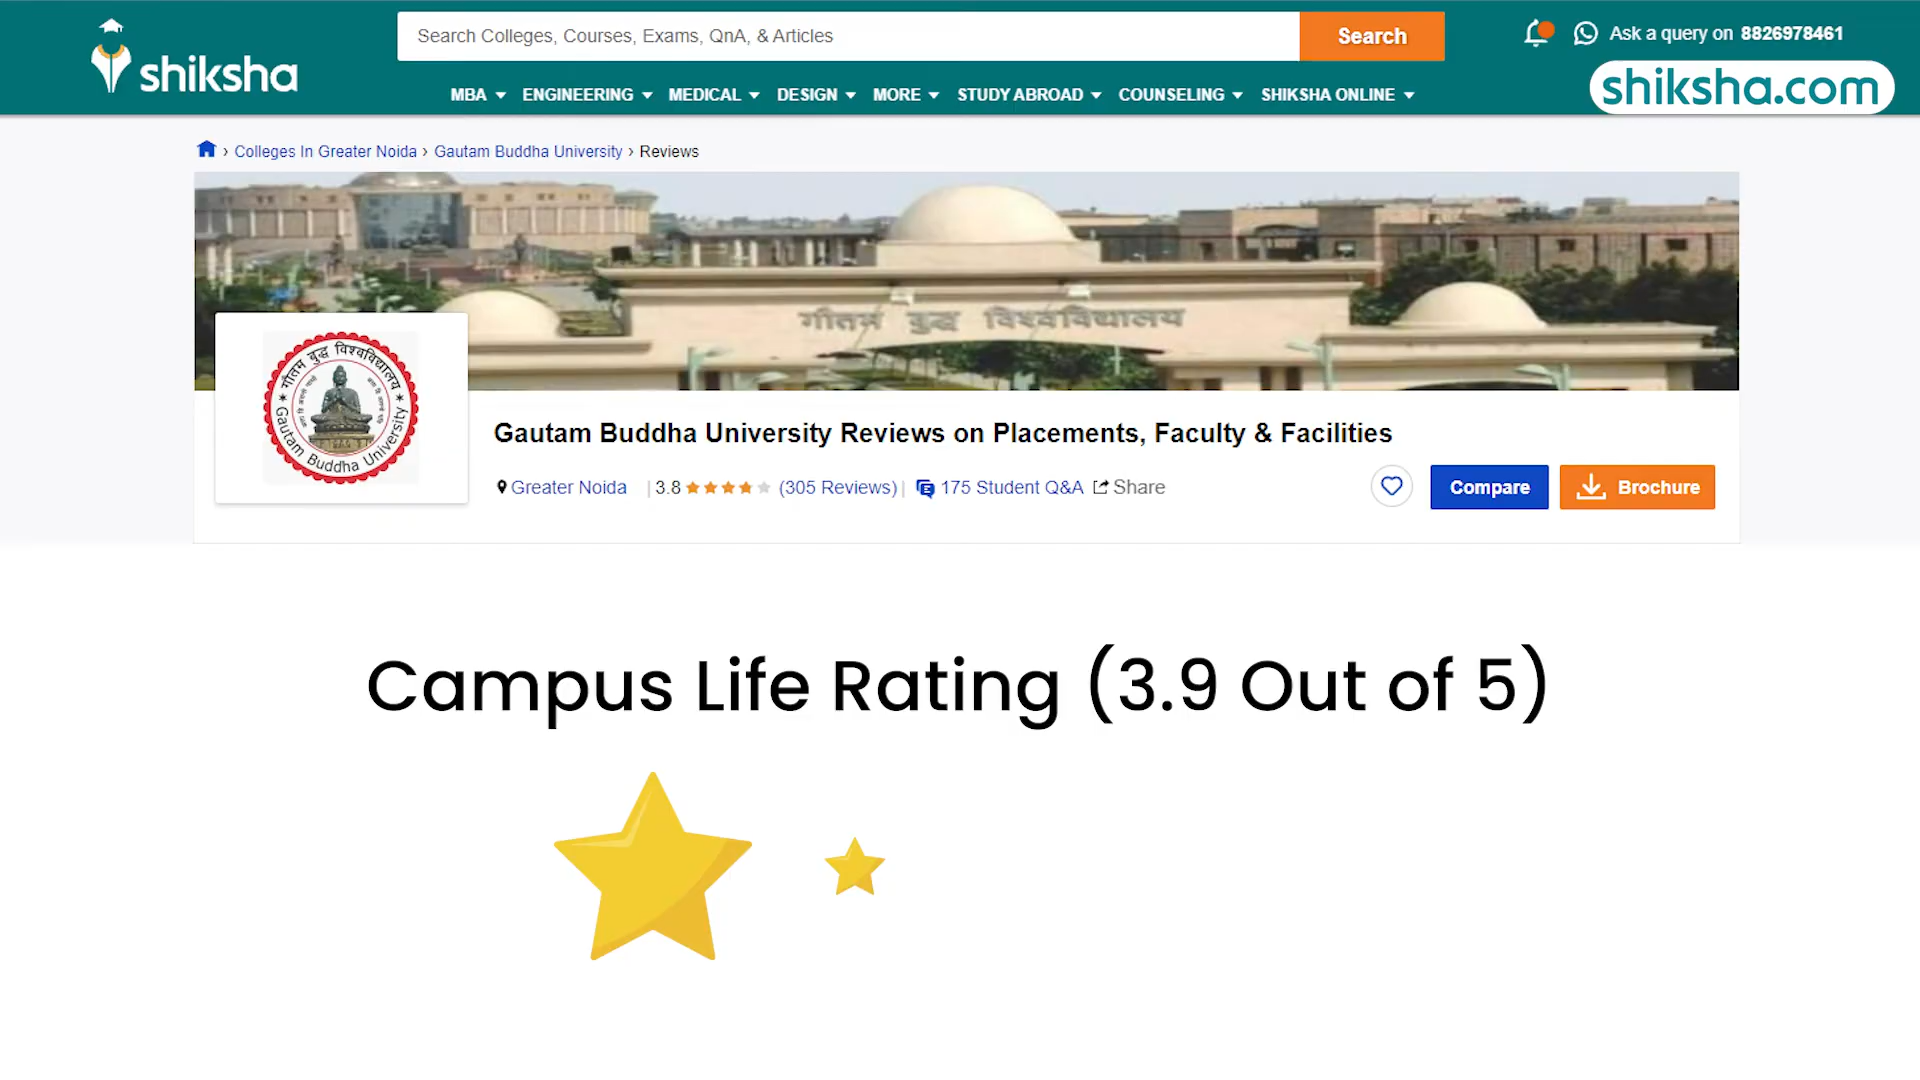 shiksha
Search Colleges, Courses, Exams, QnA, & Articles
Search
Ask a query on 8826978461
shiksha.com
MBA
ENGINEERING
MEDICAL
DESIGN
MORE
STUDY ABROAD
COUNSELING
SHIKSHA ONLINE
› Colleges In Greater Noida › Gautam Buddha University › Reviews
गौतम बुद्ध विश्वविद्यालय
गौतम बुद्ध विश्वविद्यालय
Gautam Buddha University
Gautam Buddha University Reviews on Placements, Faculty & Facilities
Greater Noida | 3.8 (305 Reviews) | 175 Student Q&A Share
Compare
Brochure
Campus Life Rating (3.9 Out of 5)